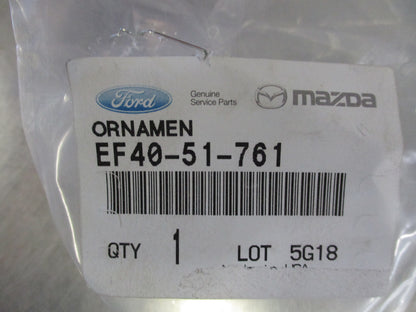 Ford Genuine Service Parts mazda
ORNAMEN
EF40-51-761
QTY 1 LOT 5G18